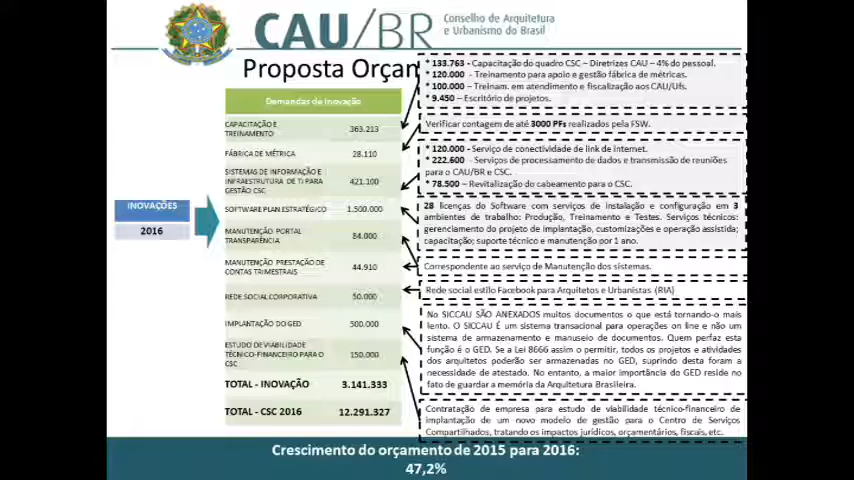 CAU/BR
Conselho de Arquitetura
e Urbanismo do Brasil
Proposta Orçan
* 133.763 - Capacitação do quadro CSC – Diretrizes CAU – 4% do pessoal.
* 120.000 - Treinamento para apoio e gestão fábrica de métricas.
* 100.000 – Treinam. em atendimento e fiscalização aos CAU/Ufs.
* 9.450 – Escritório de projetos.
Demandas de Inovação
CAPACITAÇÃO E
TREINAMENTO 363.213
Verificar contagem de até 3000 PFs realizados pela FSW.
FÁBRICA DE MÉTRICA 28.110
* 120.000 - Serviço de conectividade de link de internet.
* 222.600 - Serviços de processamento de dados e transmissão de reuniões
para o CAU/BR e CSC.
* 78.500 – Revitalização do cabeamento para o CSC.
SISTEMAS DE INFORMAÇÃO E
INFRAESTRUTURA DE TI PARA
GESTÃO CSC 421.100
INOVAÇÕES
2016
SOFTWARE PLAN ESTRATÉGICO 1.500.000
28 licenças do Software com serviços de instalação e configuração em 3
ambientes de trabalho: Produção, Treinamento e Testes. Serviços técnicos:
gerenciamento do projeto de implantação, customizações e operação assistida;
capacitação; suporte técnico e manutenção por 1 ano.
MANUTENÇÃO PORTAL
TRANSPARÊNCIA 84.000
MANUTENÇÃO PRESTAÇÃO DE
CONTAS TRIMESTRAIS 44.910
Correspondente ao serviço de Manutenção dos sistemas.
REDE SOCIAL CORPORATIVA 50.000
Rede social estilo Facebook para Arquitetos e Urbanistas (RIA)
IMPLANTAÇÃO DO GED 500.000
No SICCAU SÃO ANEXADOS muitos documentos o que está tornando-o mais
lento. O SICCAU É um sistema transacional para operações on line e não um
sistema de armazenamento e manuseio de documentos. Quem perfaz esta
função é o GED. Se a Lei 8666 assim o permitir, todos os projetos e atividades
dos arquitetos poderão ser armazenadas no GED, suprindo desta foram a
necessidade de atestado. No entanto, a maior importância do GED reside no
fato de guardar a memória da Arquitetura Brasileira.
ESTUDO DE VIABILIDADE
TÉCNICO-FINANCEIRO PARA O
CSC 150.000
TOTAL - INOVAÇÃO 3.141.333
TOTAL - CSC 2016 12.291.327
Contratação de empresa para estudo de viabilidade técnico-financeiro de
implantação de um novo modelo de gestão para o Centro de Serviços
Compartilhados, tratando os impactos jurídicos, orçamentários, fiscais, etc.
Crescimento do orçamento de 2015 para 2016:
47,2%